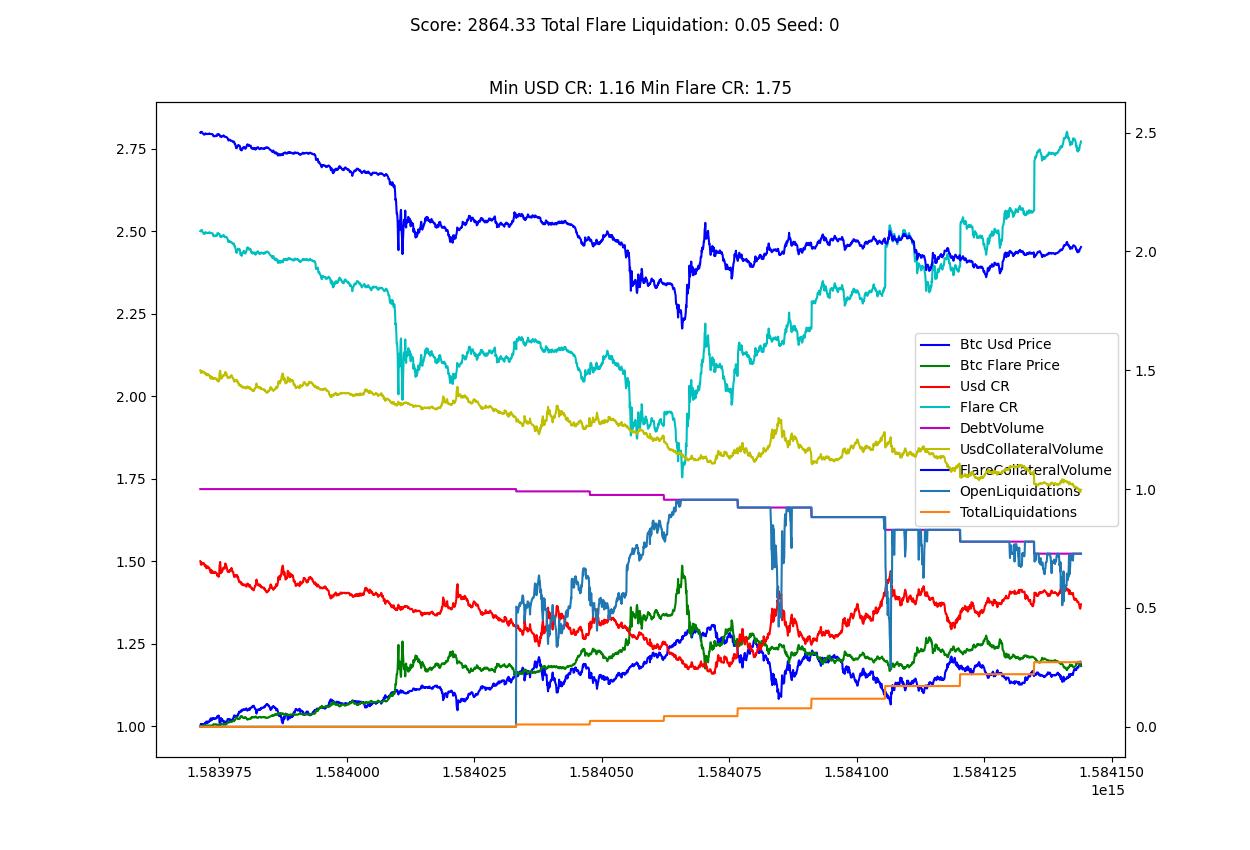 Score: 2864.33 Total Flare Liquidation: 0.05 Seed: 0
Min USD CR: 1.16 Min Flare CR: 1.75
2.75
2.50
2.25
2.00
1.75
1.50
1.25
1.00
2.5
2.0
1.5
1.0
0.5
0.0
Btc Usd Price
Btc Flare Price
Usd CR
Flare CR
DebtVolume
UsdCollateralVolume
FlareCollateralVolume
OpenLiquidations
TotalLiquidations
1.583975 1.584000 1.584025 1.584050 1.584075 1.584100 1.584125 1.584150
1e15